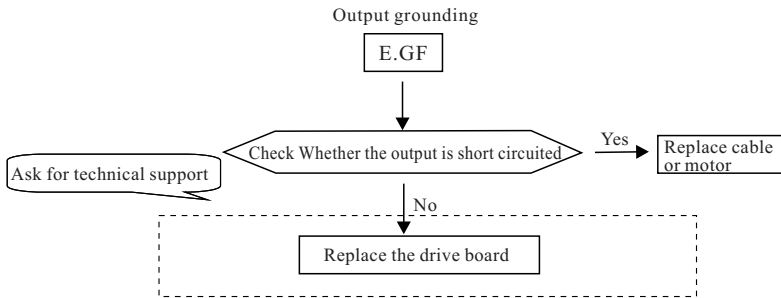 Output grounding
E.GF
Check Whether the output is short circuited
Yes
Replace cable
or motor
Ask for technical support
No
Replace the drive board